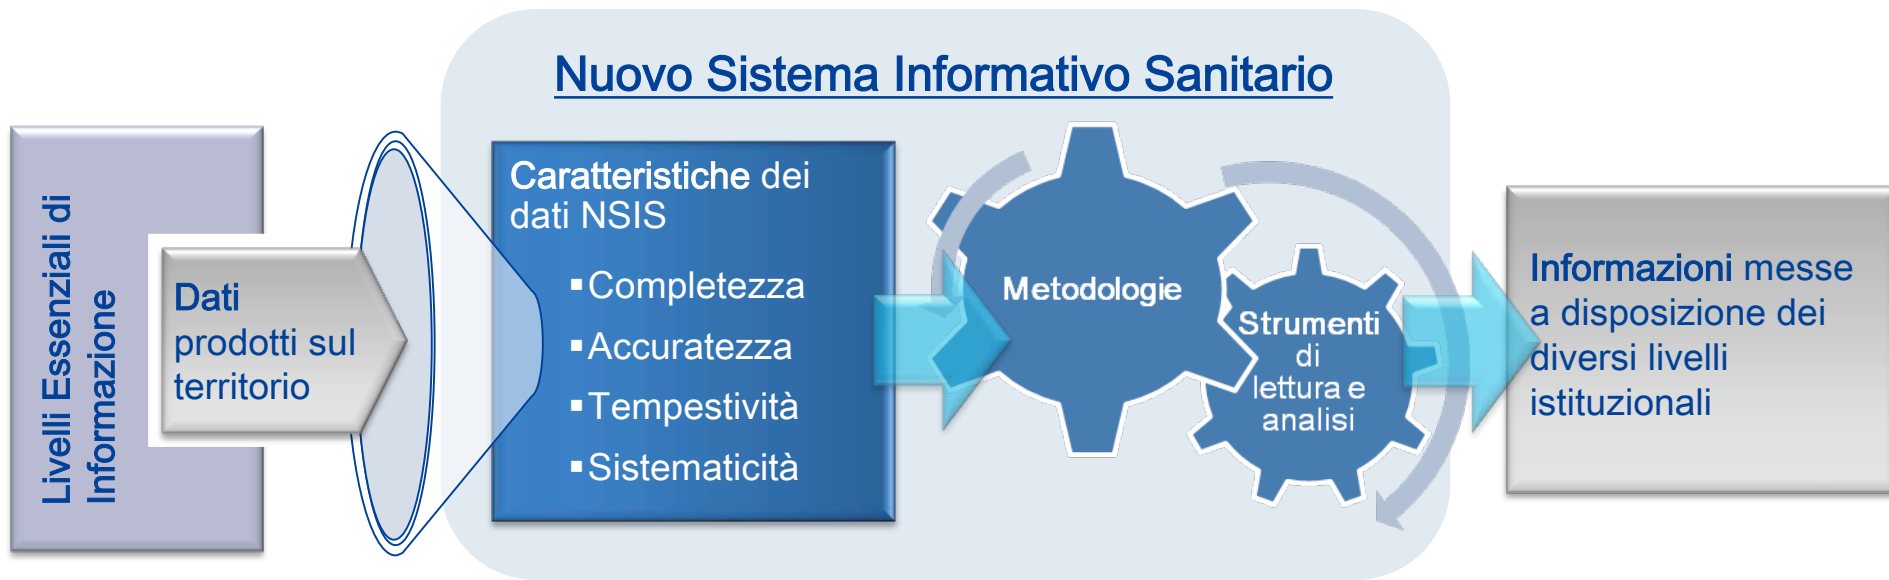 Nuovo Sistema Informativo Sanitario
Livelli Essenziali di
Informazione
Dati
prodotti sul
territorio
Caratteristiche dei
dati NSIS
▪Completezza
▪Accuratezza
▪Tempestività
▪Sistematicità
Metodologie
Strumenti
di
lettura e
analisi
Informazioni messe
a disposizione dei
diversi livelli
istituzionali